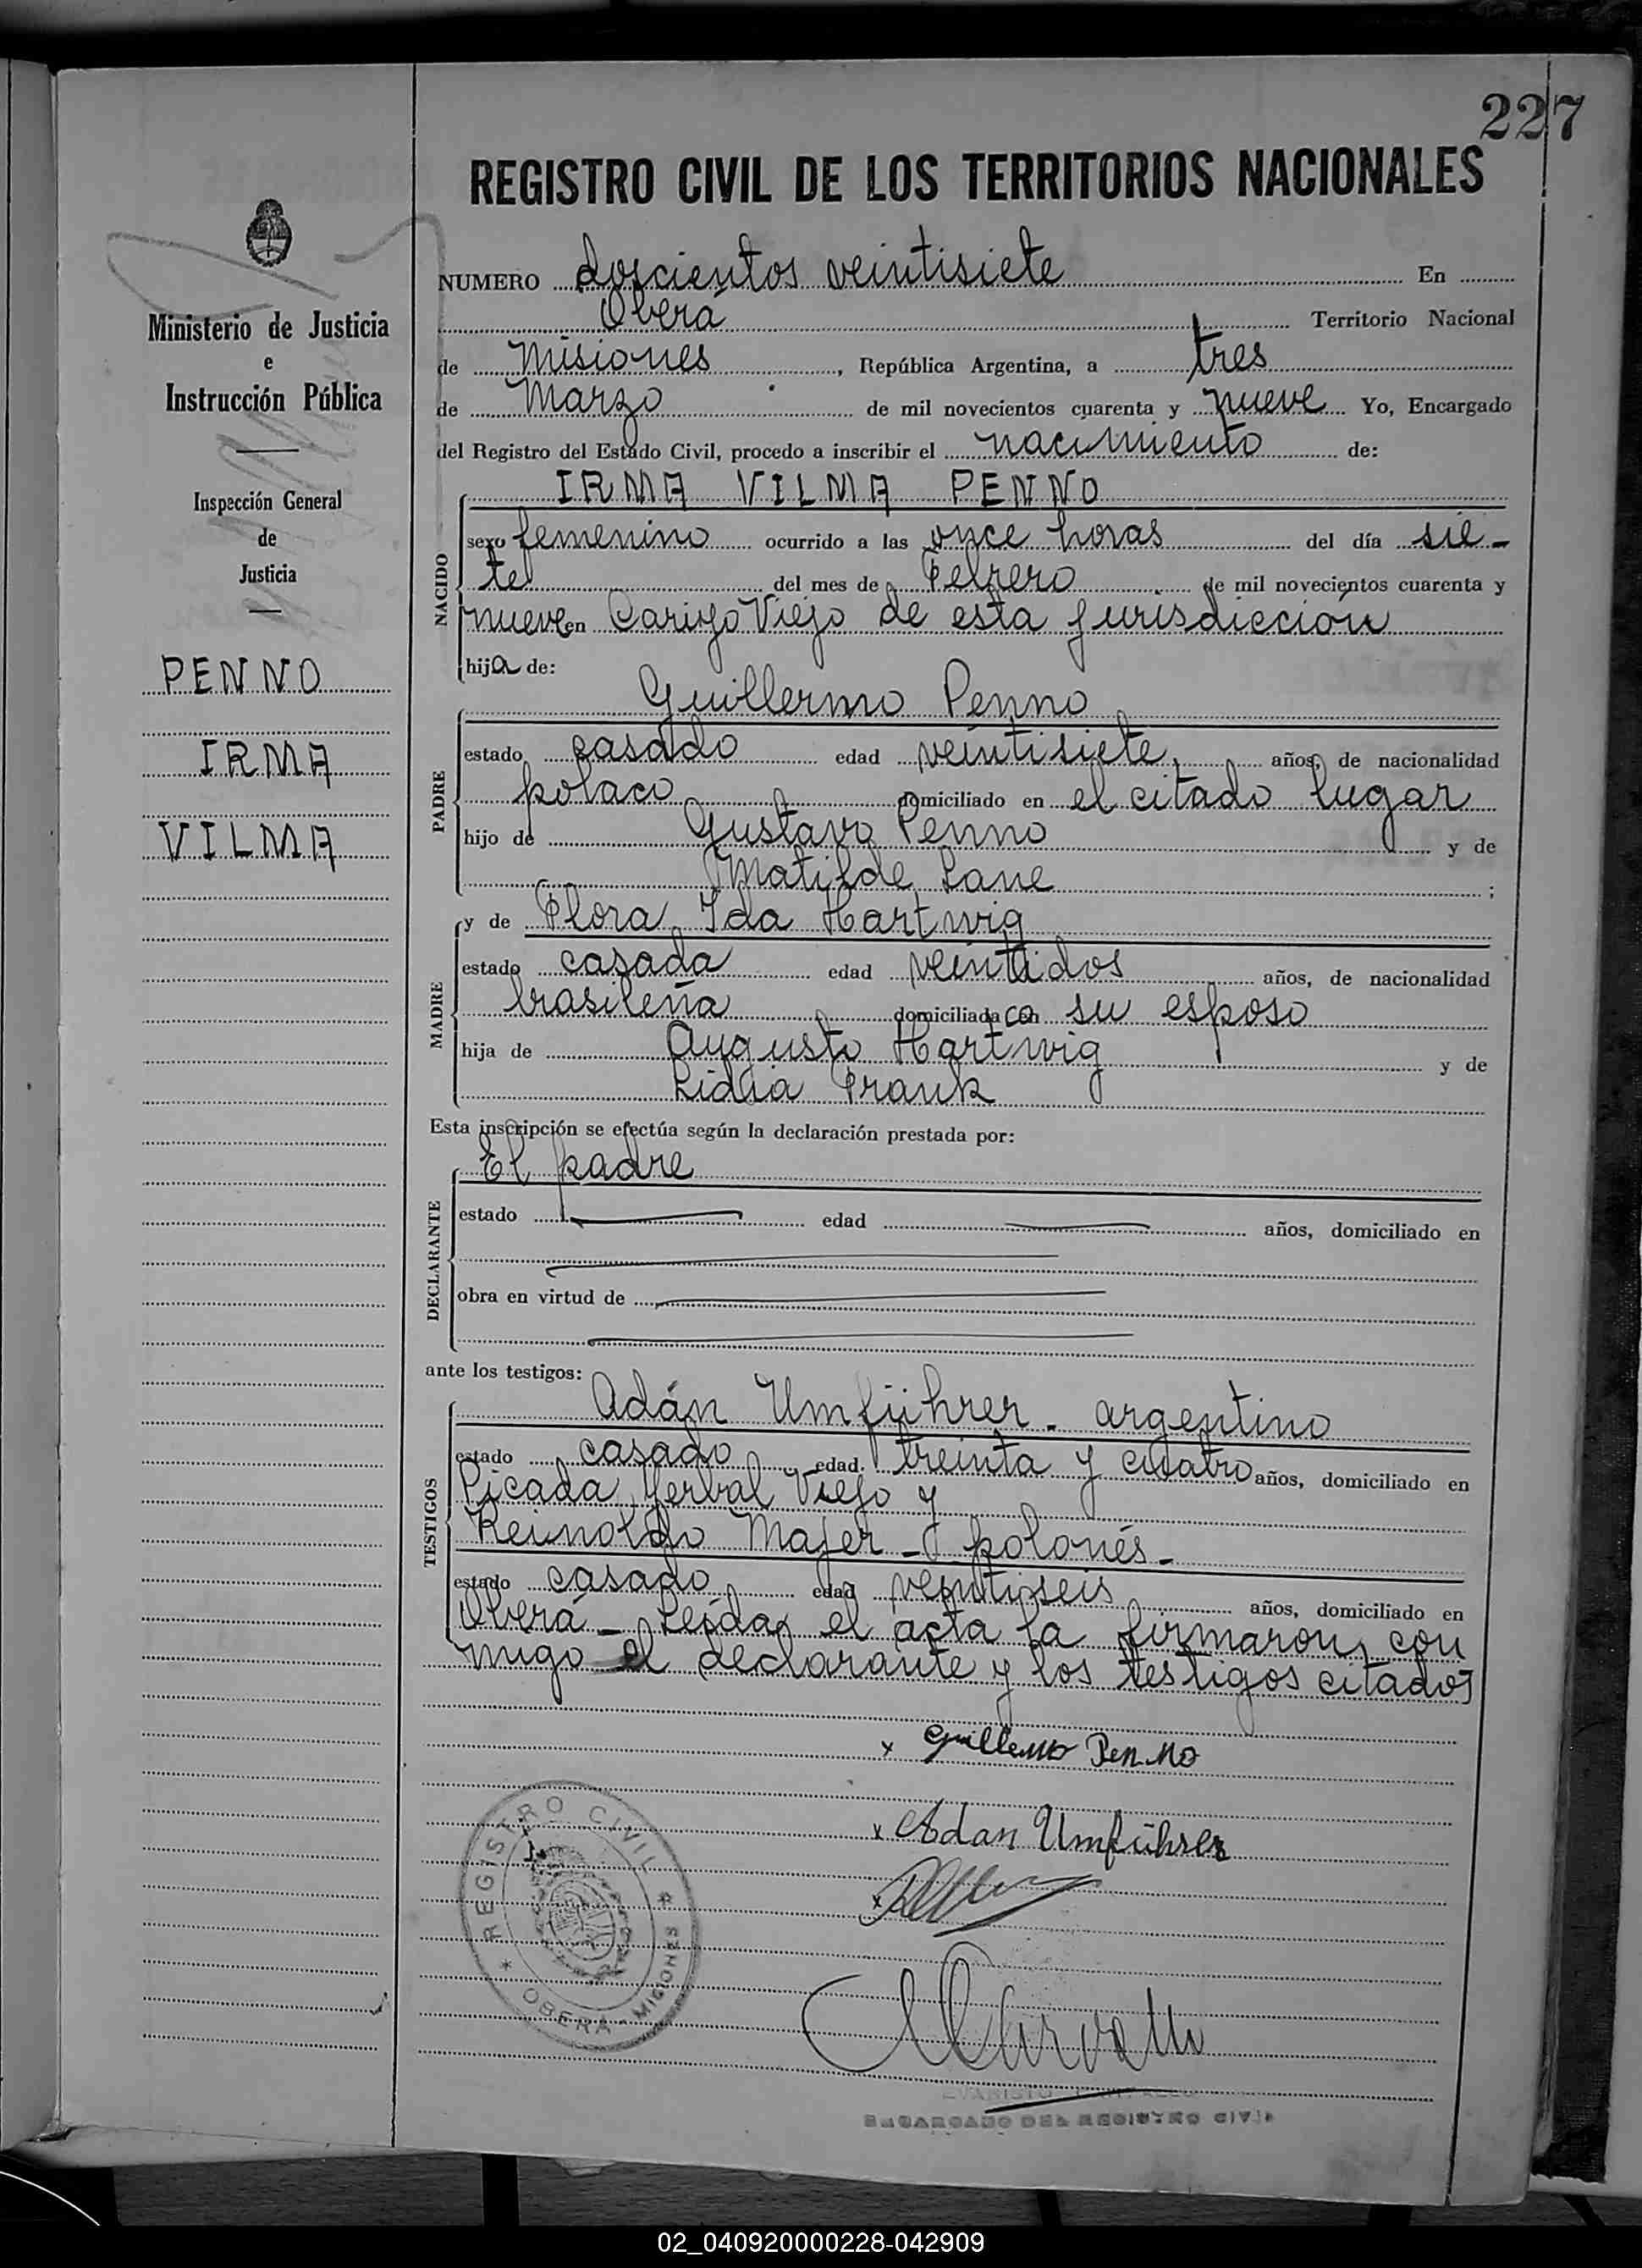 227
REGISTRO CIVIL DE LOS TERRITORIOS NACIONALES
Ministerio de Justicia
e
Instrucción Pública
Inspección General
de
Justicia
PENNO
IRMA
VILMA
NUMERO doscientos veintisiete En
Oberá Territorio Nacional
de Misiones, República Argentina, a tres
de Marzo de mil novecientos cuarenta y nueve Yo, Encargado
del Registro del Estado Civil, procedo a inscribir el nacimiento de:
NACIDO
IRMA VILMA PENNO
sexo femenino ocurrido a las once horas del día sie-
te del mes de Febrero de mil novecientos cuarenta y
nueve en Viejo de esta jurisdicción
hija de:
PADRE
Guillermo Penno
estado casado edad veintisiete años, de nacionalidad
polaco domiciliado en el citado lugar
hijo de Gustavo Penno y de
Matilde Lane ;
MADRE
y de Flora Ida Hartwig
estado casada edad veintidos años, de nacionalidad
brasileña domiciliada con su esposo
hija de Augusto Hartwig y de
Lidia Frank
Esta inscripción se efectúa según la declaración prestada por:
DECLARANTE
El padre
estado edad años, domiciliado en
obra en virtud de
ante los testigos:
TESTIGOS
Adán Umführer - argentino
estado casado edad treinta y cuatro años, domiciliado en
Picada Yerbal Viejo y
Reinoldo Majer - polonés -
estado casado edad veintiseis años, domiciliado en
Oberá - Leída el acta la firmaron con
migo el declarante y los testigos citados
x Guillermo Penno
x Adan Umführer
x
REGISTRO CIVIL
* OBERA - MISIONES *
EVARISTO
ENCARGADO DEL REGISTRO CIVIL
02_040920000228-042909